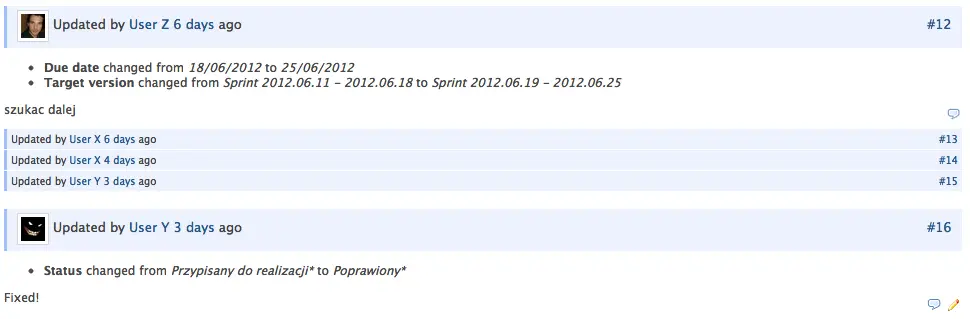 Updated by User Z 6 days ago #12
Due date changed from 18/06/2012 to 25/06/2012
Target version changed from Sprint 2012.06.11 - 2012.06.18 to Sprint 2012.06.19 - 2012.06.25
szukac dalej
Updated by User X 6 days ago #13
Updated by User X 4 days ago #14
Updated by User Y 3 days ago #15
Updated by User Y 3 days ago #16
Status changed from Przypisany do realizacji* to Poprawiony*
Fixed!